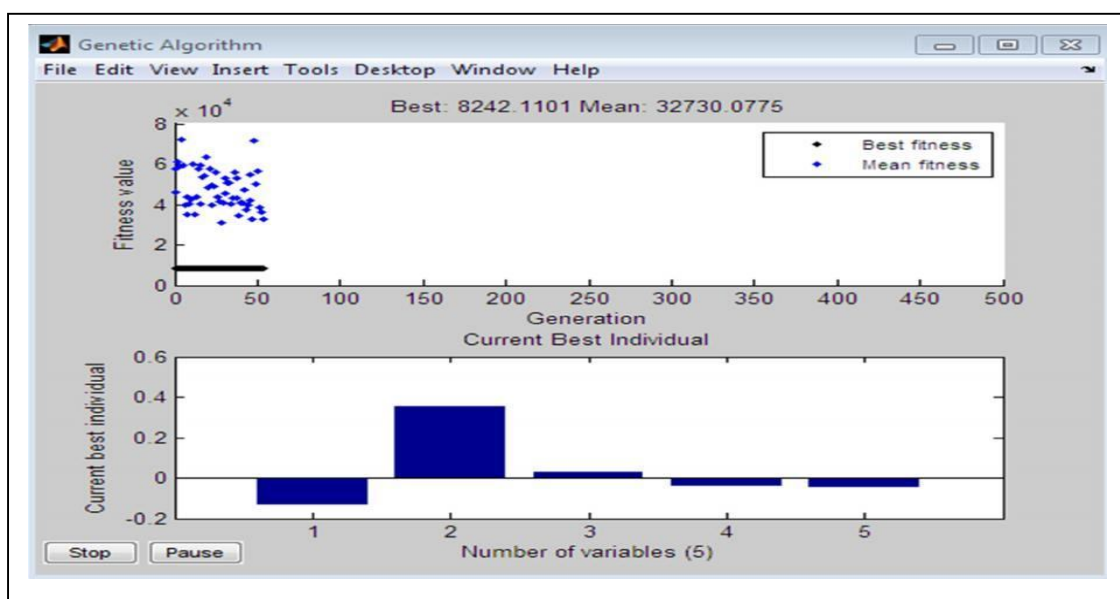 Genetic Algorithm
File Edit View Insert Tools Desktop Window Help
× 10⁴
Best: 8242.1101 Mean: 32730.0775
8
6
4
2
0
Fitness value
Best fitness
Mean fitness
0 50 100 150 200 250 300 350 400 450 500
Generation
Current Best Individual
0.6
0.4
0.2
0
-0.2
Current best individual
1 2 3 4 5
Number of variables (5)
Stop Pause